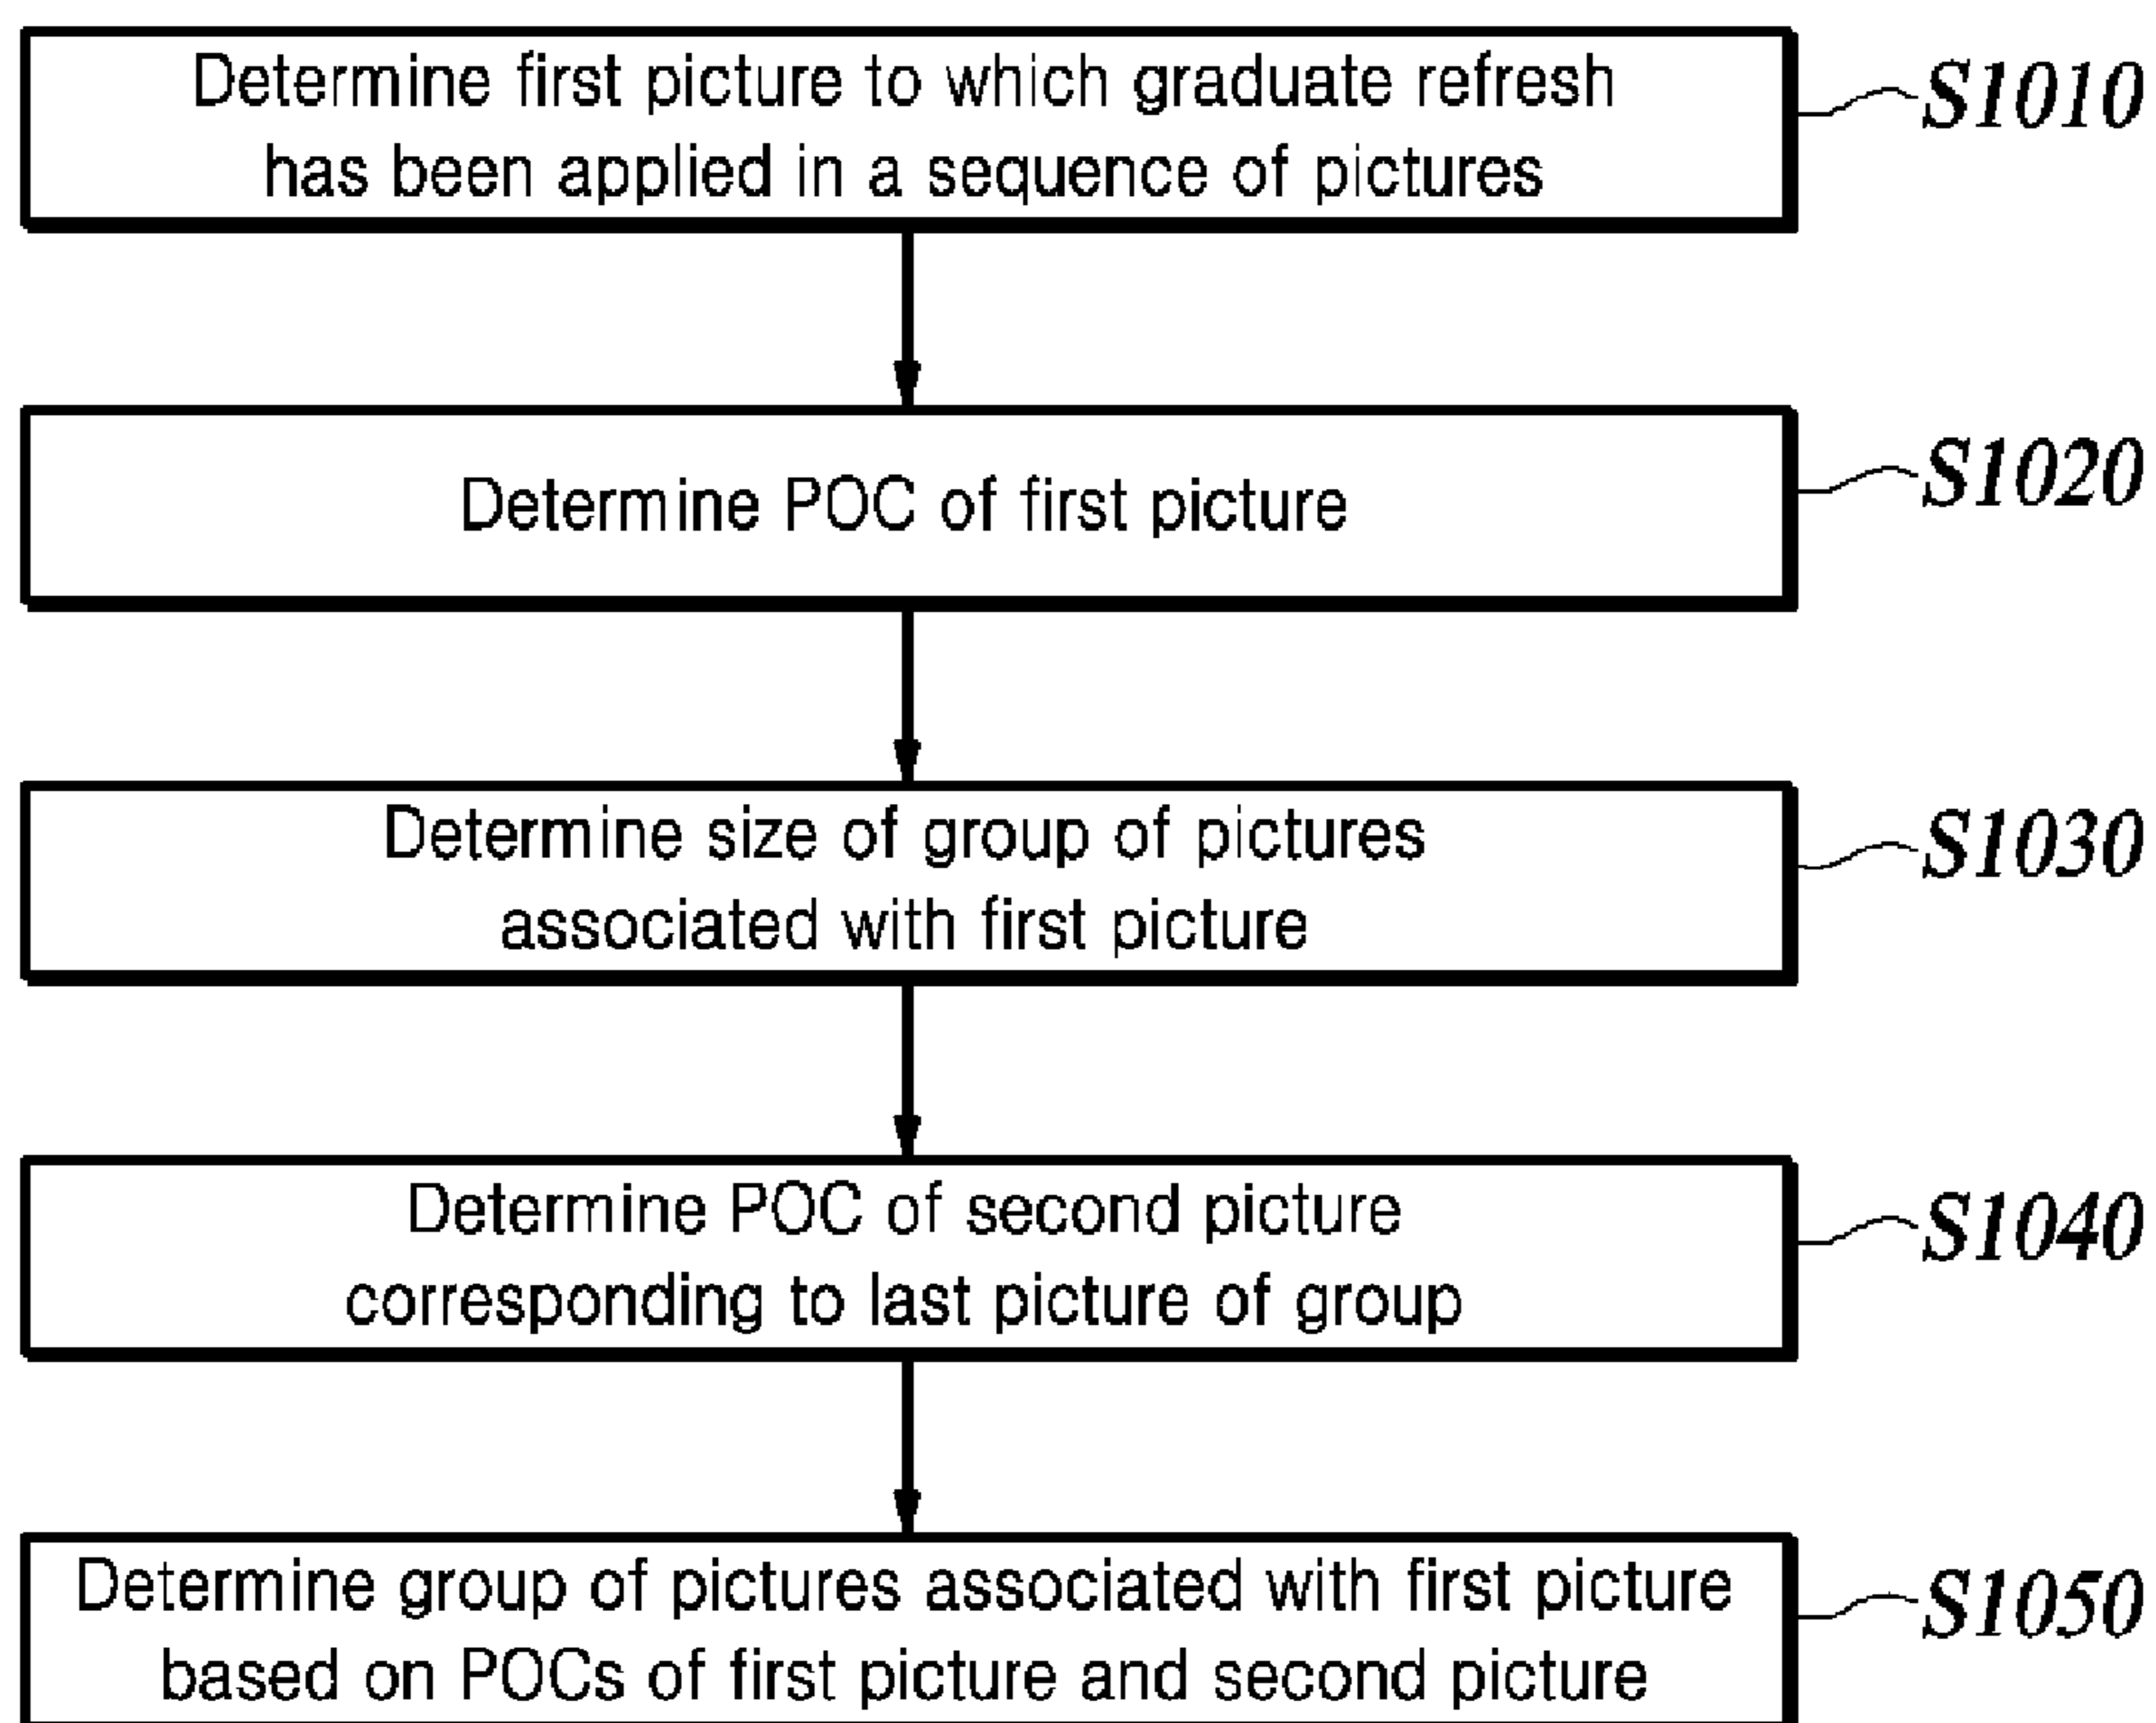 Determine first picture to which graduate refresh
has been applied in a sequence of pictures
S1010
Determine POC of first picture
S1020
Determine size of group of pictures
associated with first picture
S1030
Determine POC of second picture
corresponding to last picture of group
S1040
Determine group of pictures associated with first picture
based on POCs of first picture and second picture
S1050